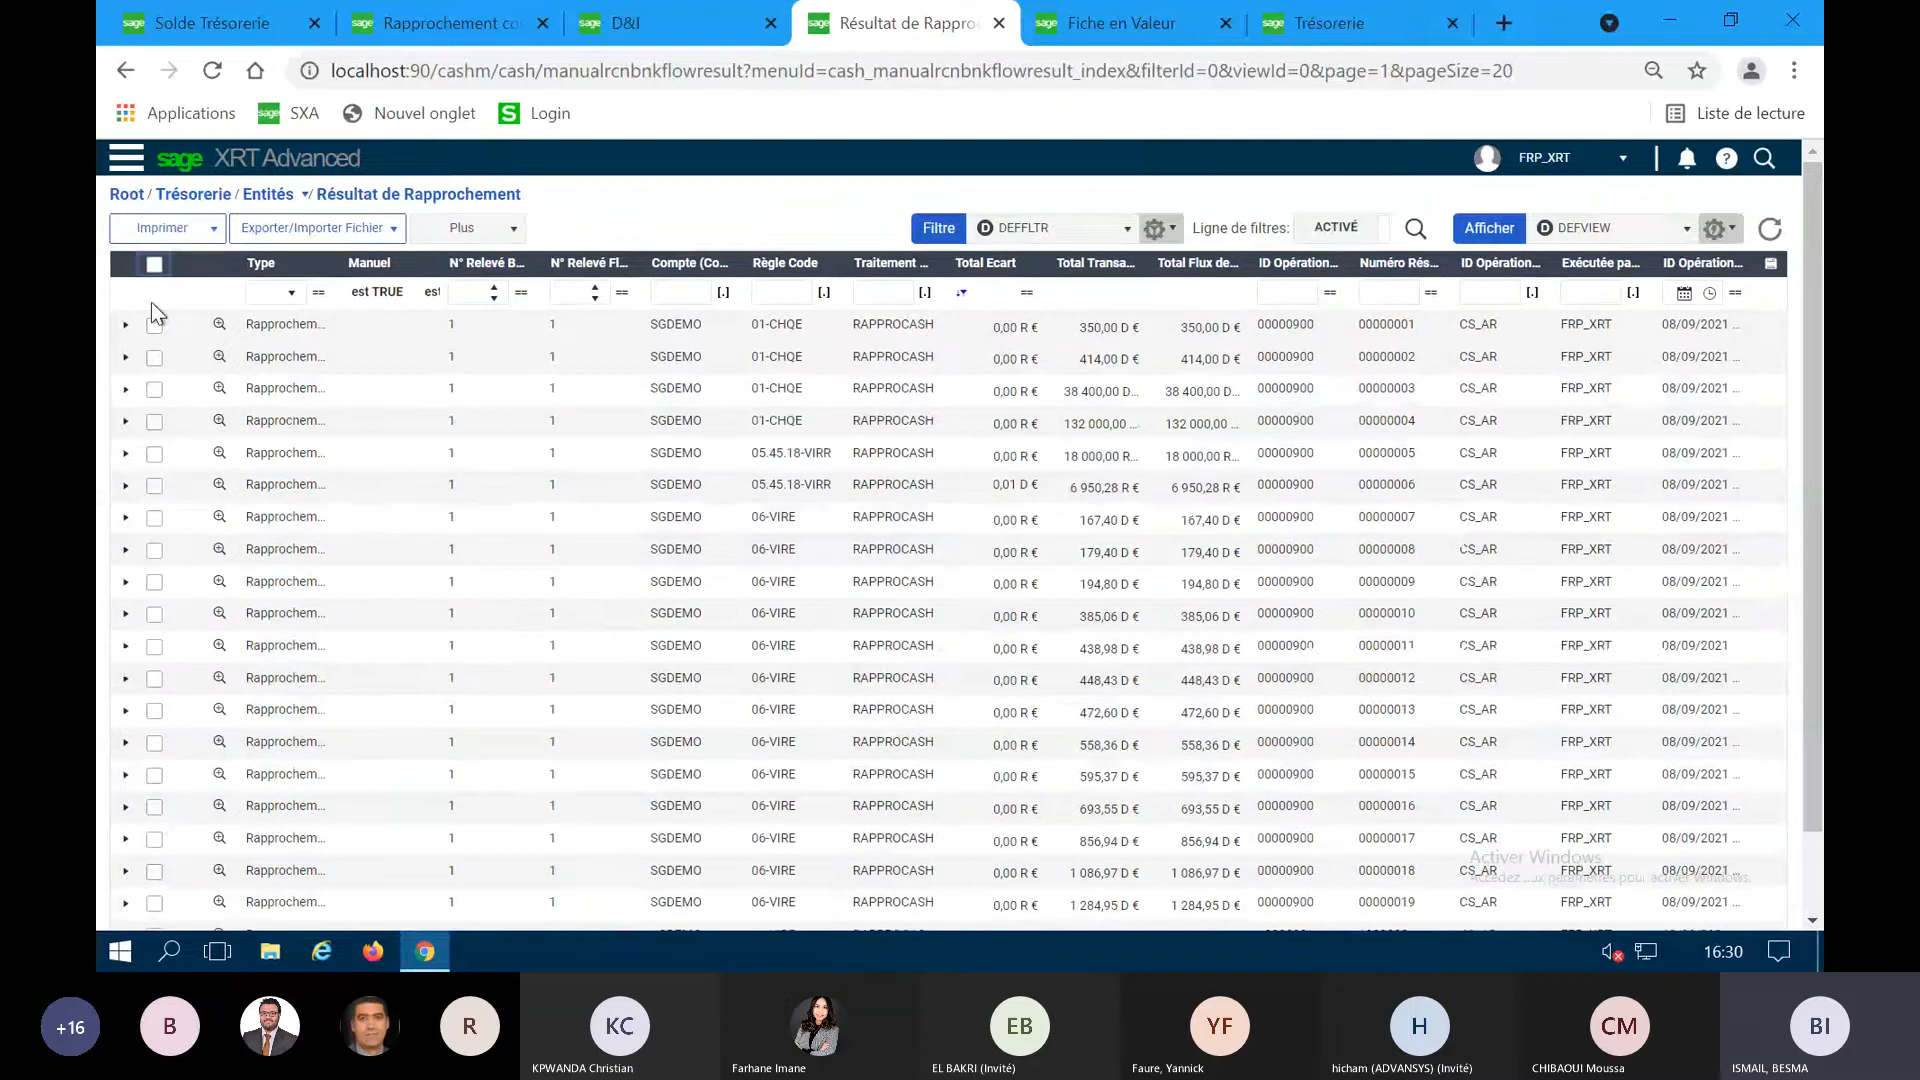 sage Solde Trésorerie
sage Rapprochement co
sage D&I
sage Résultat de Rappro
sage Fiche en Valeur
sage Trésorerie
localhost:90/cashm/cash/manualrcnbnkflowresult?menuId=cash_manualrcnbnkflowresult_index&filterId=0&viewId=0&page=1&pageSize=20
Applications sage SXA Nouvel onglet S Login Liste de lecture
sage XRT Advanced FRP_XRT ?
Root / Trésorerie / Entités / Résultat de Rapprochement
Imprimer Exporter/Importer Fichier Plus Filtre D DEFFLTR Ligne de filtres: ACTIVÉ Afficher D DEFVIEW
Type Manuel N° Relevé B... N° Relevé Fl... Compte (Co... Règle Code Traitement ... Total Ecart Total Transa... Total Flux de... ID Opération... Numéro Rés... ID Opération... Exécutée pa... ID Opération...
== est TRUE est == == [.] [.] [.] == == == [.] [.] ==
Rapprochem... 1 1 SGDEMO 01-CHQE RAPPROCASH 0,00 R € 350,00 D € 350,00 D € 00000900 00000001 CS_AR FRP_XRT 08/09/2021 ...
Rapprochem... 1 1 SGDEMO 01-CHQE RAPPROCASH 0,00 R € 414,00 D € 414,00 D € 00000900 00000002 CS_AR FRP_XRT 08/09/2021 ...
Rapprochem... 1 1 SGDEMO 01-CHQE RAPPROCASH 0,00 R € 38 400,00 D... 38 400,00 D... 00000900 00000003 CS_AR FRP_XRT 08/09/2021 ...
Rapprochem... 1 1 SGDEMO 01-CHQE RAPPROCASH 0,00 R € 132 000,00 ... 132 000,00 ... 00000900 00000004 CS_AR FRP_XRT 08/09/2021 ...
Rapprochem... 1 1 SGDEMO 05.45.18-VIRR RAPPROCASH 0,00 R € 18 000,00 R... 18 000,00 R... 00000900 00000005 CS_AR FRP_XRT 08/09/2021 ...
Rapprochem... 1 1 SGDEMO 05.45.18-VIRR RAPPROCASH 0,01 D € 6 950,28 R € 6 950,28 R € 00000900 00000006 CS_AR FRP_XRT 08/09/2021 ...
Rapprochem... 1 1 SGDEMO 06-VIRE RAPPROCASH 0,00 R € 167,40 D € 167,40 D € 00000900 00000007 CS_AR FRP_XRT 08/09/2021 ...
Rapprochem... 1 1 SGDEMO 06-VIRE RAPPROCASH 0,00 R € 179,40 D € 179,40 D € 00000900 00000008 CS_AR FRP_XRT 08/09/2021 ...
Rapprochem... 1 1 SGDEMO 06-VIRE RAPPROCASH 0,00 R € 194,80 D € 194,80 D € 00000900 00000009 CS_AR FRP_XRT 08/09/2021 ...
Rapprochem... 1 1 SGDEMO 06-VIRE RAPPROCASH 0,00 R € 385,06 D € 385,06 D € 00000900 00000010 CS_AR FRP_XRT 08/09/2021 ...
Rapprochem... 1 1 SGDEMO 06-VIRE RAPPROCASH 0,00 R € 438,98 D € 438,98 D € 00000900 00000011 CS_AR FRP_XRT 08/09/2021
Rapprochem... 1 1 SGDEMO 06-VIRE RAPPROCASH 0,00 R € 448,43 D € 448,43 D € 00000900 00000012 CS_AR FRP_XRT 08/09/2021 ...
Rapprochem... 1 1 SGDEMO 06-VIRE RAPPROCASH 0,00 R € 472,60 D € 472,60 D € 00000900 00000013 CS_AR FRP_XRT 08/09/2021 ...
Rapprochem... 1 1 SGDEMO 06-VIRE RAPPROCASH 0,00 R € 558,36 D € 558,36 D € 00000900 00000014 CS_AR FRP_XRT 08/09/2021 ...
Rapprochem... 1 1 SGDEMO 06-VIRE RAPPROCASH 0,00 R € 595,37 D € 595,37 D € 00000900 00000015 CS_AR FRP_XRT 08/09/2021 ...
Rapprochem... 1 1 SGDEMO 06-VIRE RAPPROCASH 0,00 R € 693,55 D € 693,55 D € 00000900 00000016 CS_AR FRP_XRT 08/09/2021 ...
Rapprochem... 1 1 SGDEMO 06-VIRE RAPPROCASH 0,00 R € 856,94 D € 856,94 D € 00000900 00000017 CS_AR FRP_XRT 08/09/2021 ...
Activer Windows
Rapprochem... 1 1 SGDEMO 06-VIRE RAPPROCASH 0,00 R € 1 086,97 D € 1 086,97 D € 00000900 00000018 CS_AR FRP_XRT 08/09/2021 ...
Accédez aux paramètres pour activer Windows.
Rapprochem... 1 1 SGDEMO 06-VIRE RAPPROCASH 0,00 R € 1 284,95 D € 1 284,95 D € 00000900 00000019 CS_AR FRP_XRT 08/09/2021 ...
16:30
+16 B R KC EB YF H CM BI
KPWANDA Christian Farhane Imane EL BAKRI (Invité) Faure, Yannick hicham (ADVANSYS) (Invité) CHIBAOUI Moussa ISMAIL, BESMA